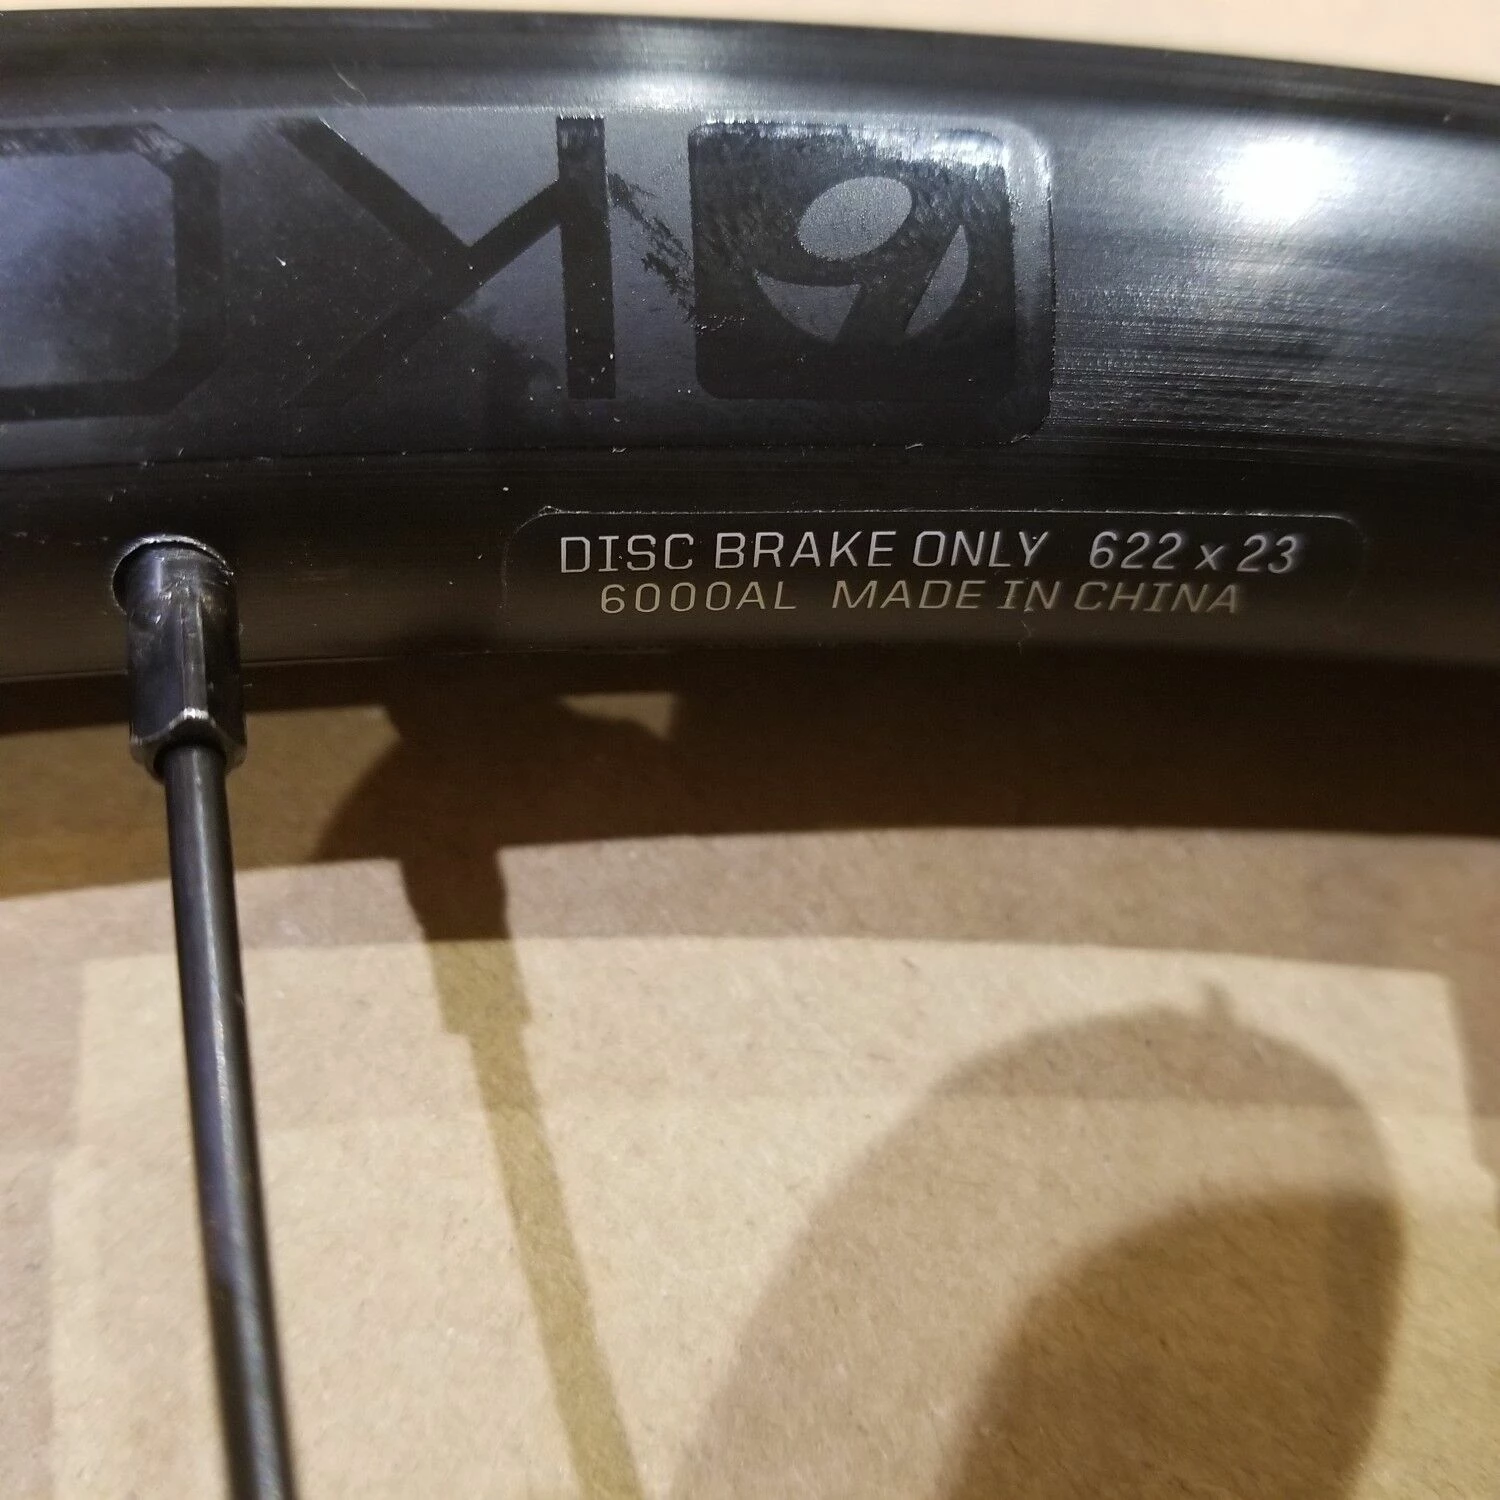 DISC BRAKE ONLY 622 x 23
6000AL MADE IN CHINA